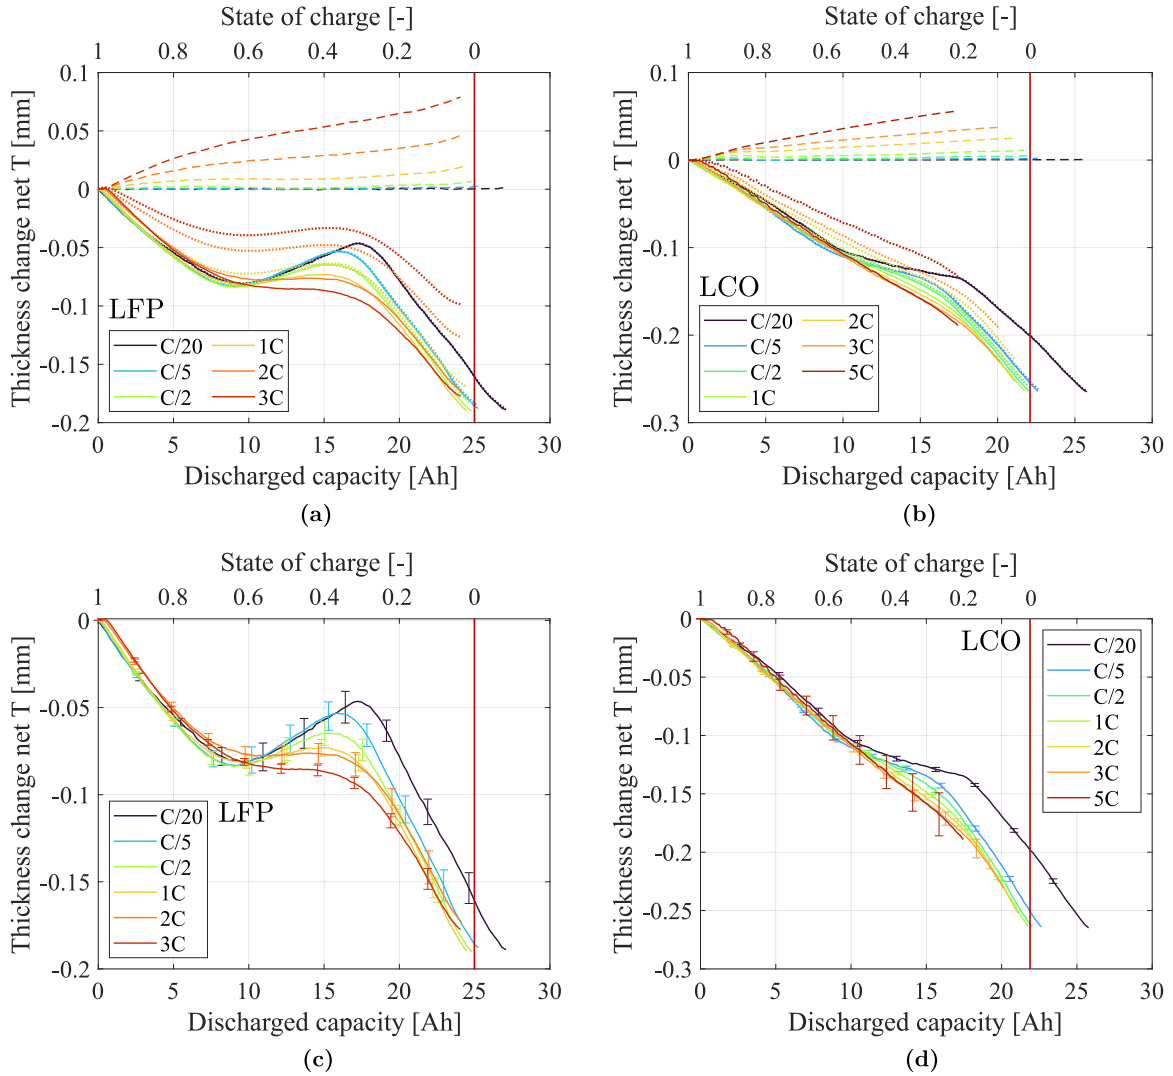 State of charge [-]
1 0.8 0.6 0.4 0.2 0
Thickness change net T [mm]
0.1
0.05
0
-0.05
-0.1
-0.15
-0.2
LFP
C/20 1C
C/5 2C
C/2 3C
0 5 10 15 20 25 30
Discharged capacity [Ah]
(a)
State of charge [-]
1 0.8 0.6 0.4 0.2 0
Thickness change net T [mm]
0.1
0
-0.1
-0.2
-0.3
LCO
C/20 2C
C/5 3C
C/2 5C
1C
0 5 10 15 20 25 30
Discharged capacity [Ah]
(b)
State of charge [-]
1 0.8 0.6 0.4 0.2 0
Thickness change net T [mm]
0
-0.05
-0.1
-0.15
-0.2
LFP
C/20
C/5
C/2
1C
2C
3C
0 5 10 15 20 25 30
Discharged capacity [Ah]
(c)
State of charge [-]
1 0.8 0.6 0.4 0.2 0
Thickness change net T [mm]
0
-0.05
-0.1
-0.15
-0.2
-0.25
-0.3
LCO
C/20
C/5
C/2
1C
2C
3C
5C
0 5 10 15 20 25 30
Discharged capacity [Ah]
(d)